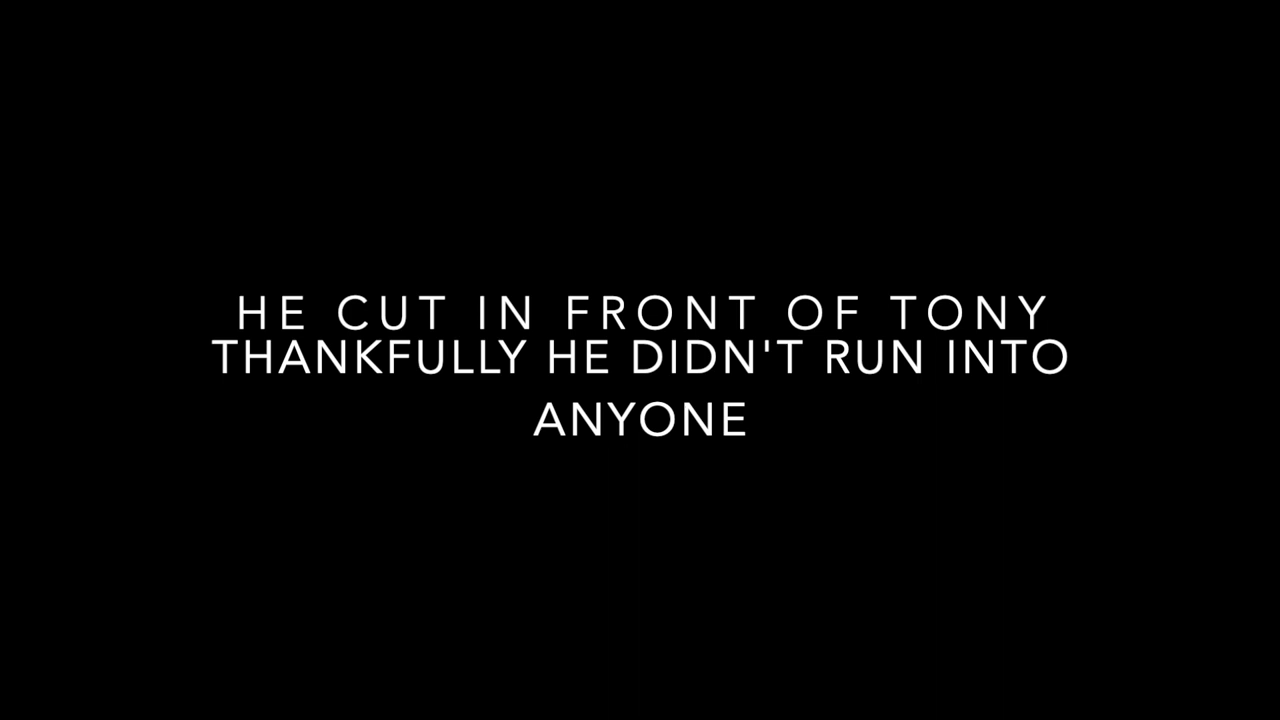 HE CUT IN FRONT OF TONY
THANKFULLY HE DIDN'T RUN INTO
ANYONE